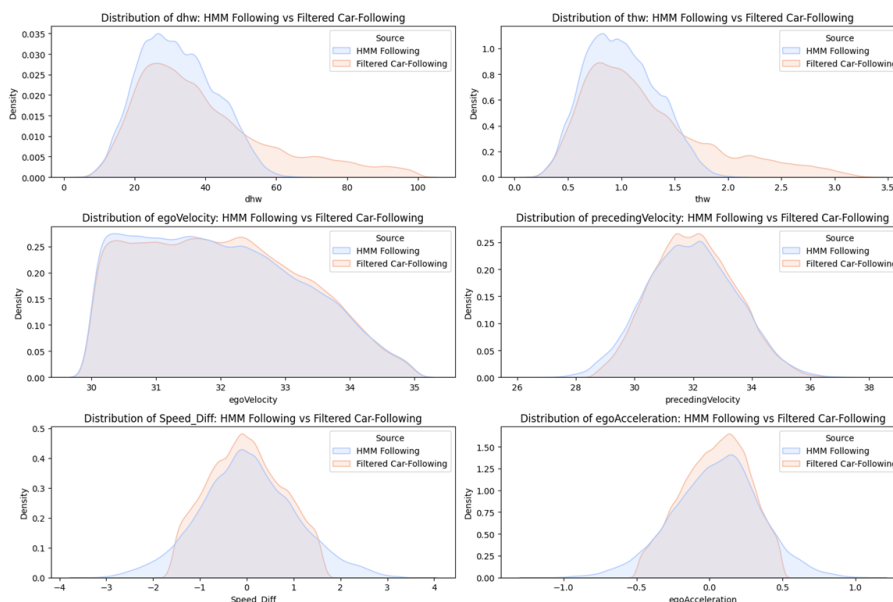 Distribution of dhw: HMM Following vs Filtered Car-Following
Density
0.035
0.030
0.025
0.020
0.015
0.010
0.005
0.000
Source
HMM Following
Filtered Car-Following
0 20 40 60 80 100
dhw
Distribution of thw: HMM Following vs Filtered Car-Following
Density
1.0
0.8
0.6
0.4
0.2
0.0
Source
HMM Following
Filtered Car-Following
0.0 0.5 1.0 1.5 2.0 2.5 3.0 3.5
thw
Distribution of egoVelocity: HMM Following vs Filtered Car-Following
Density
0.25
0.20
0.15
0.10
0.05
0.00
Source
HMM Following
Filtered Car-Following
30 31 32 33 34 35
egoVelocity
Distribution of precedingVelocity: HMM Following vs Filtered Car-Following
Density
0.25
0.20
0.15
0.10
0.05
0.00
Source
HMM Following
Filtered Car-Following
26 28 30 32 34 36 38
precedingVelocity
Distribution of Speed_Diff: HMM Following vs Filtered Car-Following
Density
0.5
0.4
0.3
0.2
0.1
0.0
Source
HMM Following
Filtered Car-Following
−4 −3 −2 −1 0 1 2 3 4
Speed_Diff
Distribution of egoAcceleration: HMM Following vs Filtered Car-Following
Density
1.50
1.25
1.00
0.75
0.50
0.25
0.00
Source
HMM Following
Filtered Car-Following
−1.0 −0.5 0.0 0.5 1.0
egoAcceleration